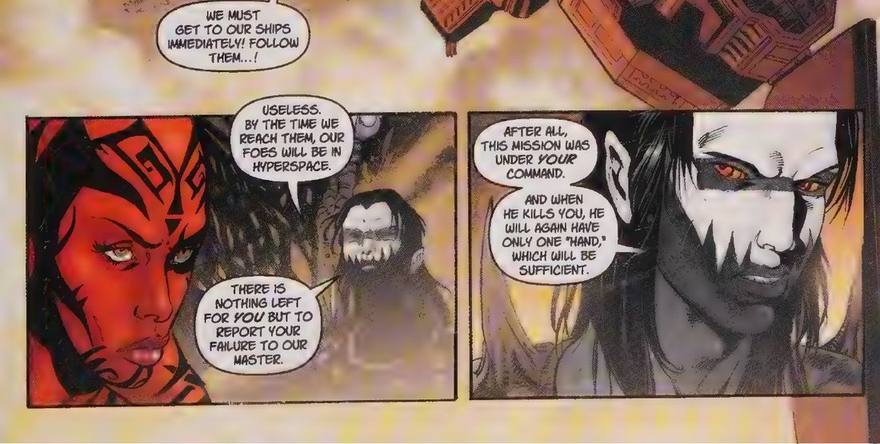 WE MUST
GET TO OUR SHIPS
IMMEDIATELY! FOLLOW
THEM...!
USELESS.
BY THE TIME WE
REACH THEM, OUR
FOES WILL BE IN
HYPERSPACE.
THERE IS
NOTHING LEFT
FOR YOU BUT TO
REPORT YOUR
FAILURE TO OUR
MASTER.
AFTER ALL,
THIS MISSION WAS
UNDER YOUR
COMMAND.
AND WHEN
HE KILLS YOU, HE
WILL AGAIN HAVE
ONLY ONE "HAND,"
WHICH WILL BE
SUFFICIENT.